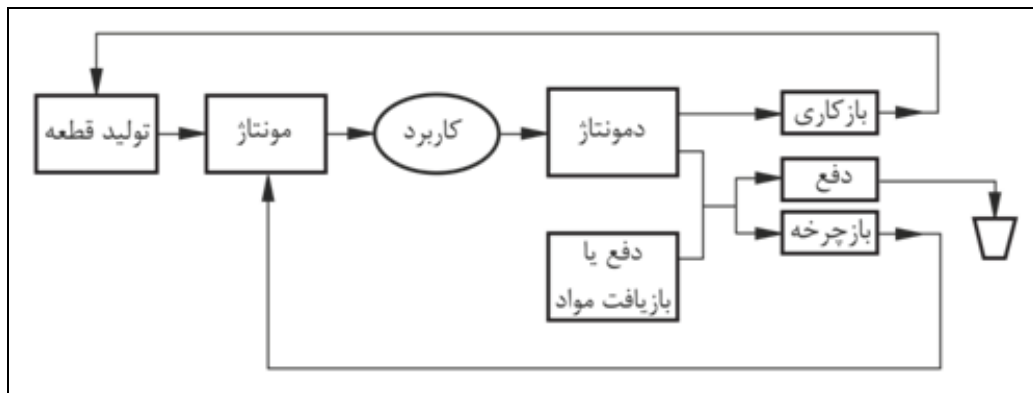 تولید قطعه
مونتاژ
کاربرد
دمونتاژ
بازکاری
دفع
بازچرخه
دفع یا
بازیافت مواد